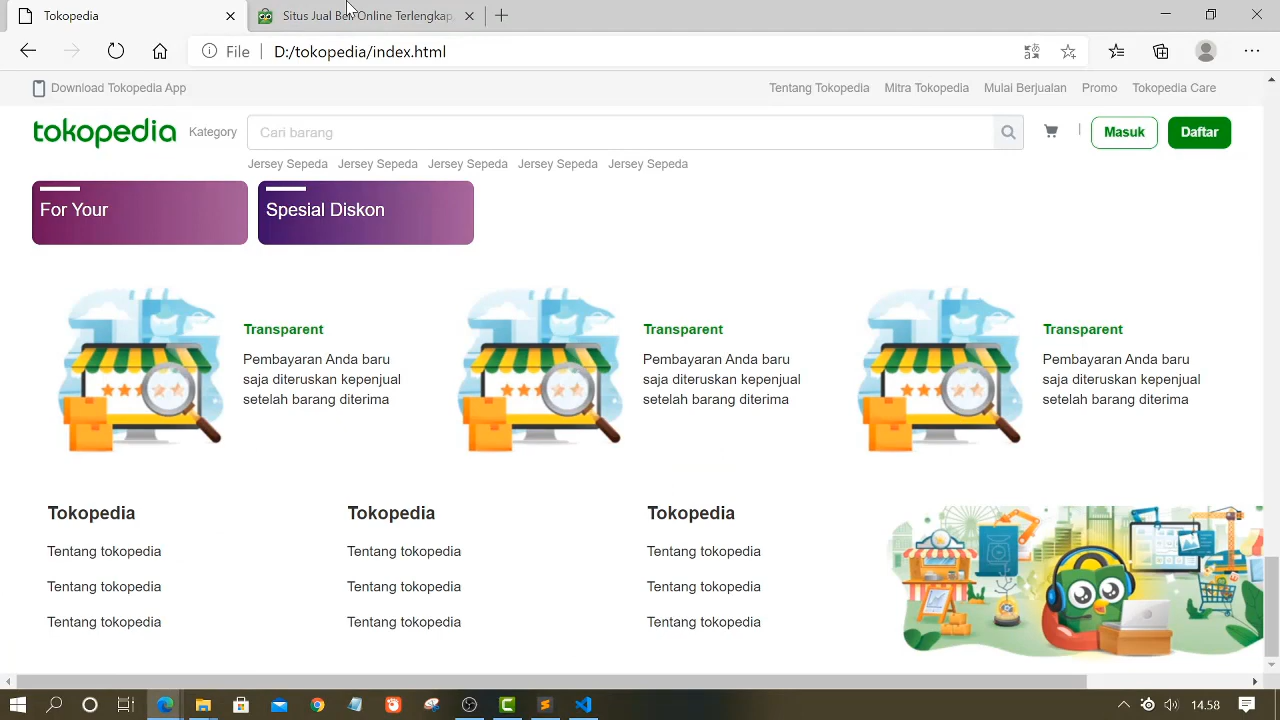 Tokopedia
Situs Jual Beli Online Terlengkap,
File
D:/tokopedia/index.html
Download Tokopedia App
Tentang Tokopedia
Mitra Tokopedia
Mulai Berjualan
Promo
Tokopedia Care
tokopedia
Kategory
Cari barang
Masuk
Daftar
Jersey Sepeda Jersey Sepeda Jersey Sepeda Jersey Sepeda Jersey Sepeda
For Your
Spesial Diskon
Transparent
Pembayaran Anda baru
saja diteruskan kepenjual
setelah barang diterima
Transparent
Pembayaran Anda baru
saja diteruskan kepenjual
setelah barang diterima
Transparent
Pembayaran Anda baru
saja diteruskan kepenjual
setelah barang diterima
Tokopedia
Tentang tokopedia
Tentang tokopedia
Tentang tokopedia
Tokopedia
Tentang tokopedia
Tentang tokopedia
Tentang tokopedia
Tokopedia
Tentang tokopedia
Tentang tokopedia
Tentang tokopedia
14.58